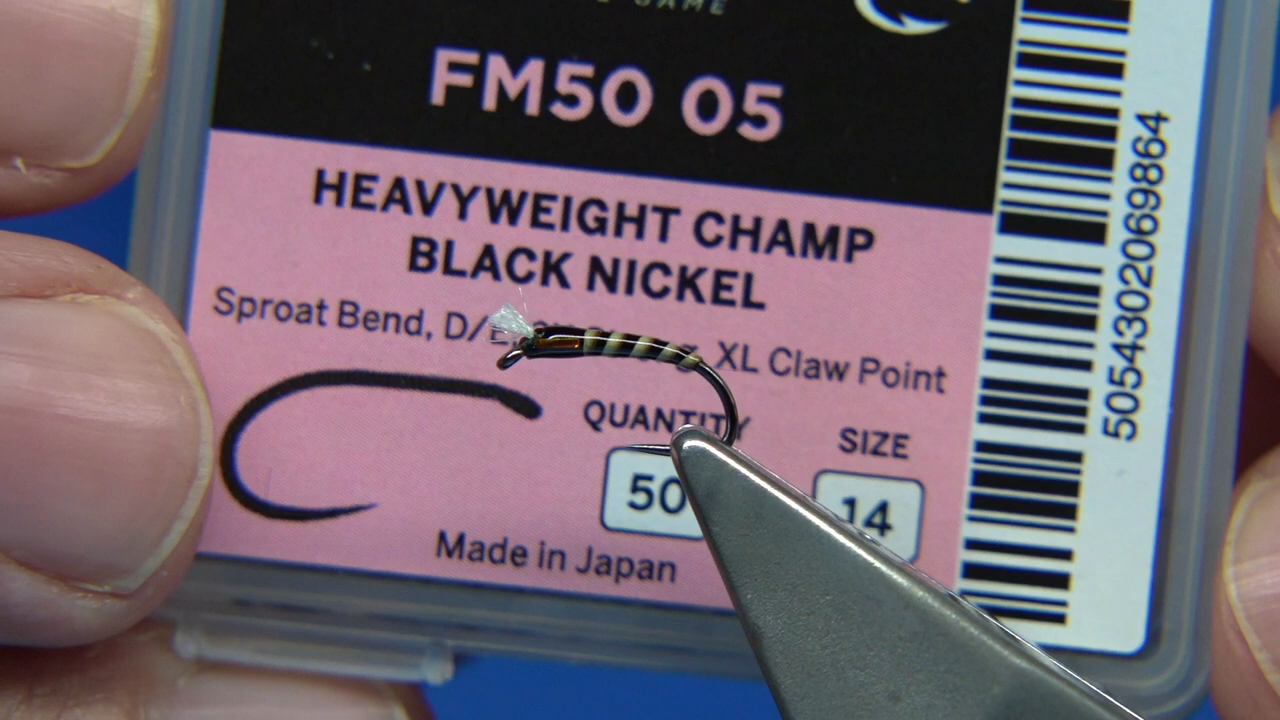 GAME
FM50 05
HEAVYWEIGHT CHAMP
BLACK NICKEL
Sproat Bend, XL Claw Point
QUANTITY
SIZE
50
14
Made in Japan
5054302069864